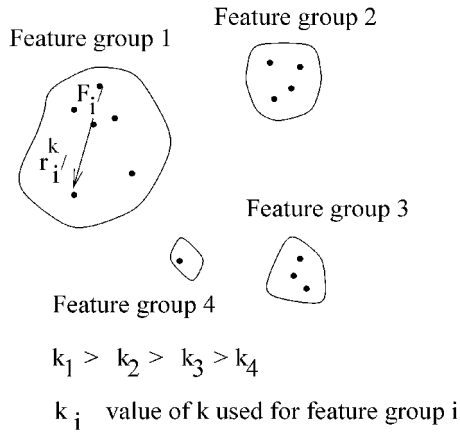 Feature group 2
Feature group 1
F i′
r i′ k
Feature group 3
Feature group 4
k1 > k2 > k3 > k4
k i value of k used for feature group i